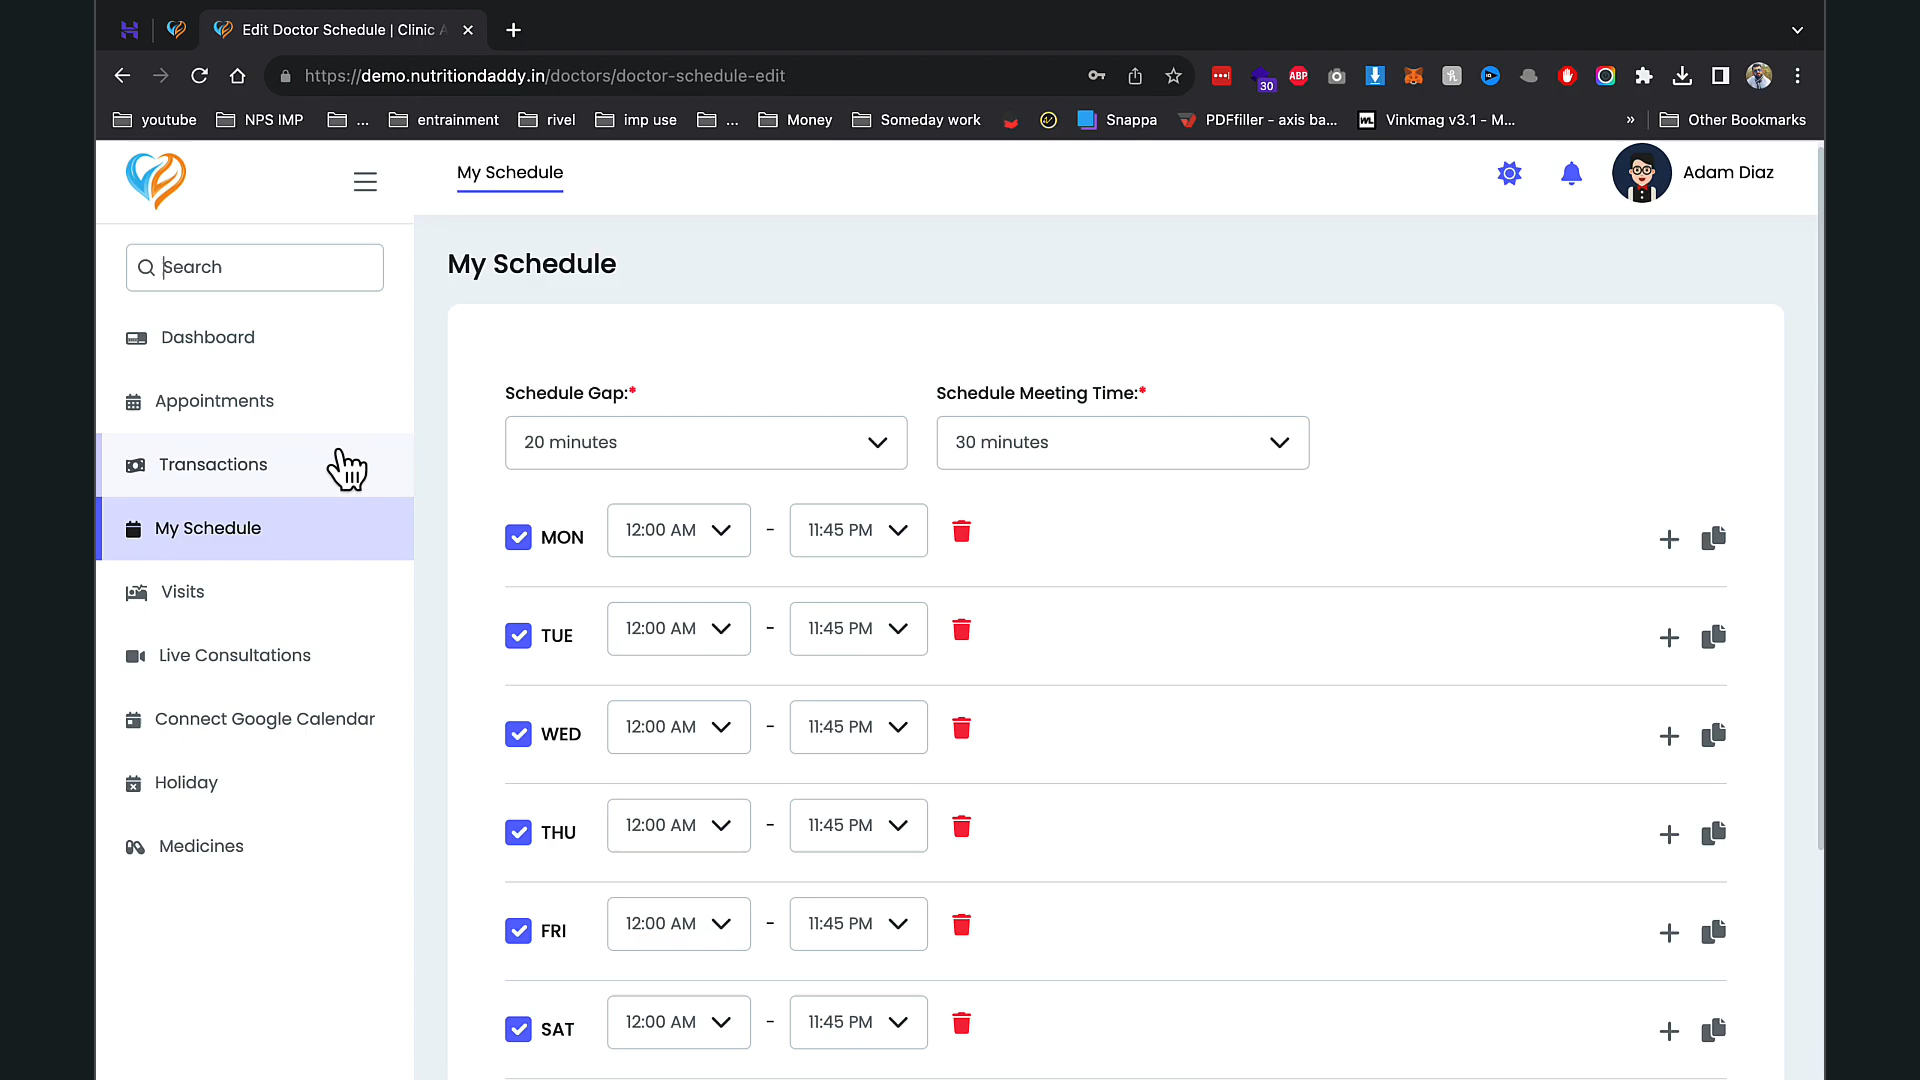 Edit Doctor Schedule | Clinic A
https://demo.nutritiondaddy.in/doctors/doctor-schedule-edit
ABP
30
youtube
NPS IMP
...
entrainment
rivel
imp use
...
Money
Someday work
Snappa
PDFfiller - axis ba...
WL
Vinkmag v3.1 - M...
»
Other Bookmarks
My Schedule
Adam Diaz
Search
Dashboard
Appointments
Transactions
My Schedule
Visits
Live Consultations
Connect Google Calendar
Holiday
Medicines
My Schedule
Schedule Gap:*
Schedule Meeting Time:*
20 minutes
30 minutes
MON 12:00 AM - 11:45 PM
TUE 12:00 AM - 11:45 PM
WED 12:00 AM - 11:45 PM
THU 12:00 AM - 11:45 PM
FRI 12:00 AM - 11:45 PM
SAT 12:00 AM - 11:45 PM